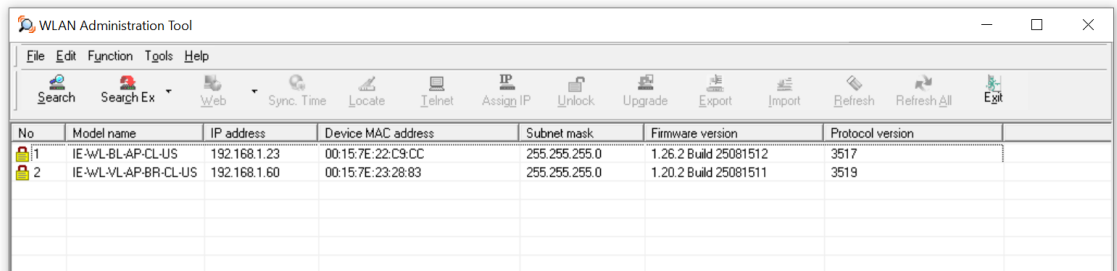 WLAN Administration Tool
File Edit Function Tools Help
Search Search Ex Web Sync. Time Locate Telnet IP Assign IP Unlock Upgrade Export Import Refresh Refresh All Exit
No Model name IP address Device MAC address Subnet mask Firmware version Protocol version
1 IE-WL-BL-AP-CL-US 192.168.1.23 00:15:7E:22:C9:CC 255.255.255.0 1.26.2 Build 25081512 3517
2 IE-WL-VL-AP-BR-CL-US 192.168.1.60 00:15:7E:23:28:83 255.255.255.0 1.20.2 Build 25081511 3519